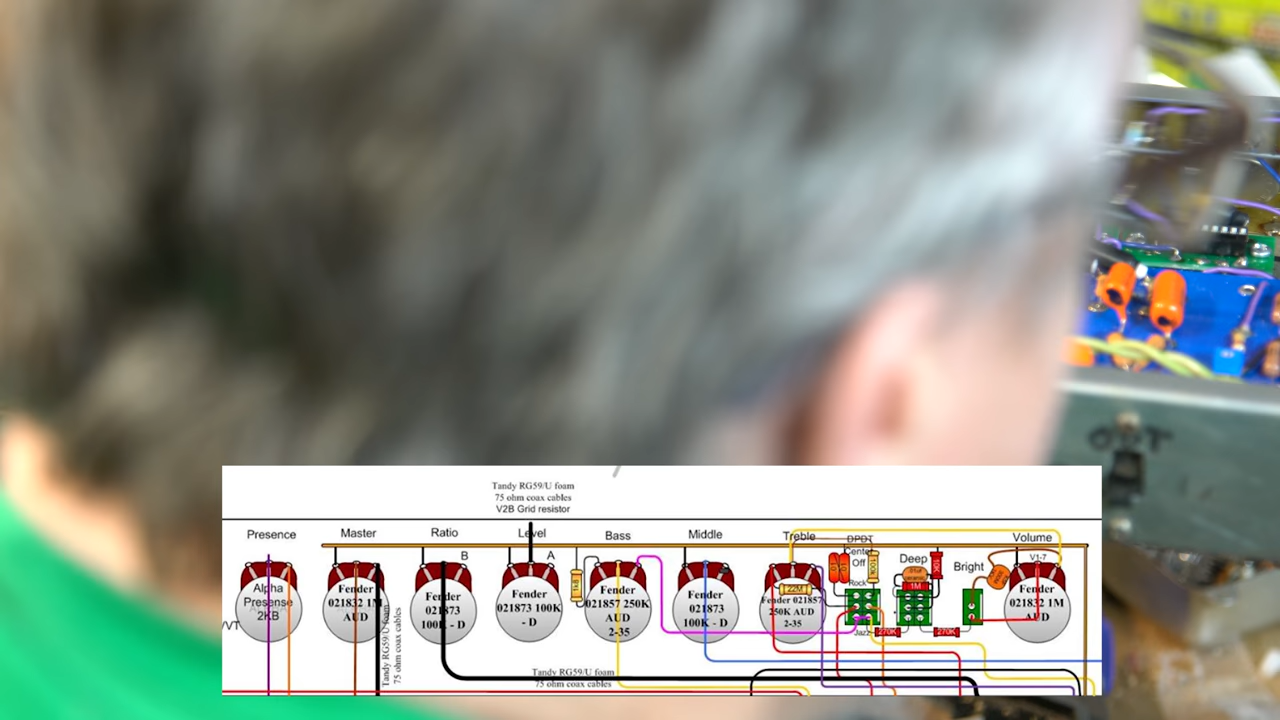 Tandy RG59/U foam
75 ohm coax cables
V2B Grid resistor
Presence
Master
Ratio
Level
Bass
Middle
Treble
DPDT
Center
Off
Deep
Bright
Volume
B
A
V1-7
Rock
Jazz
Alpha
Presense
2KB
Fender
021832 1M
AUD
Fender
021873
100K - D
Fender
021873 100K
- D
Fender
021857 250K
AUD
2-35
Fender
021873
100K - D
22M
Fender 021857
250K AUD
2-35
1M
270K
270K
Fender
021832 1M
AUD
/VT
Tandy RG59/U foam
75 ohm coax cables
Tandy RG59/U foam
75 ohm coax cables
OUT